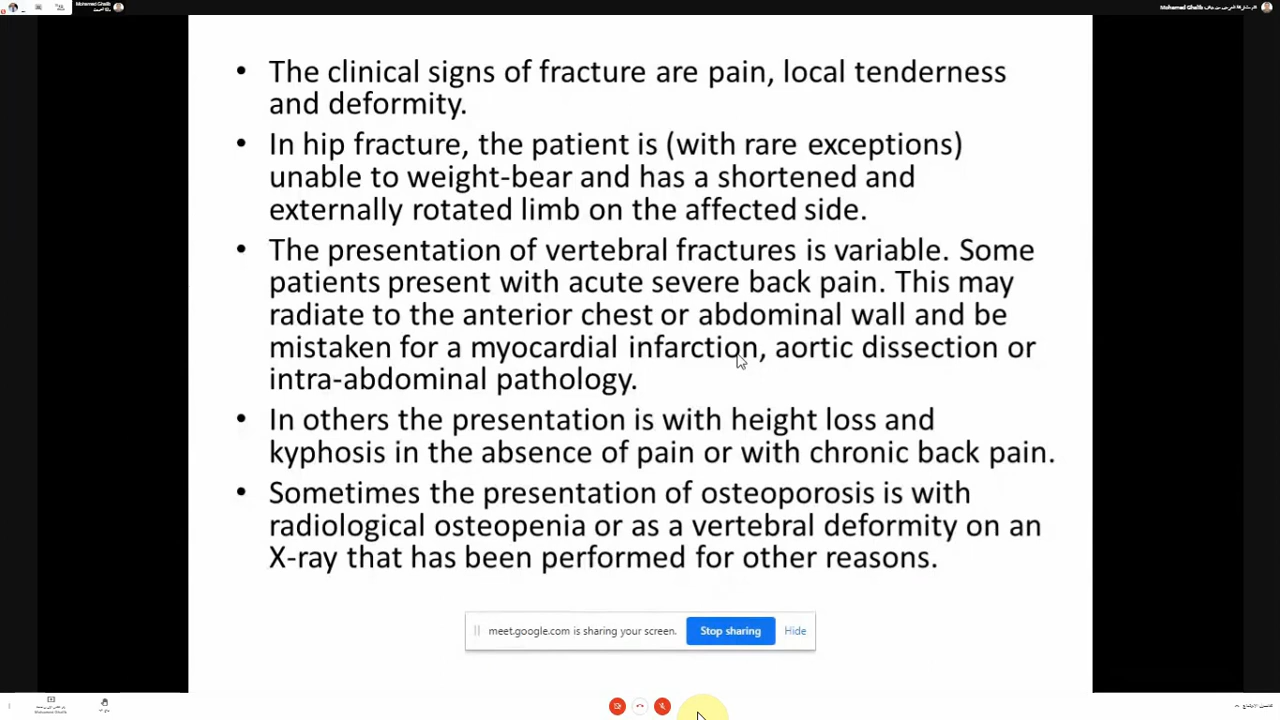 Mohamed Ghalib
Mohamed Ghalib
• The clinical signs of fracture are pain, local tenderness
and deformity.
• In hip fracture, the patient is (with rare exceptions)
unable to weight-bear and has a shortened and
externally rotated limb on the affected side.
• The presentation of vertebral fractures is variable. Some
patients present with acute severe back pain. This may
radiate to the anterior chest or abdominal wall and be
mistaken for a myocardial infarction, aortic dissection or
intra-abdominal pathology.
• In others the presentation is with height loss and
kyphosis in the absence of pain or with chronic back pain.
• Sometimes the presentation of osteoporosis is with
radiological osteopenia or as a vertebral deformity on an
X-ray that has been performed for other reasons.
meet.google.com is sharing your screen. Stop sharing Hide